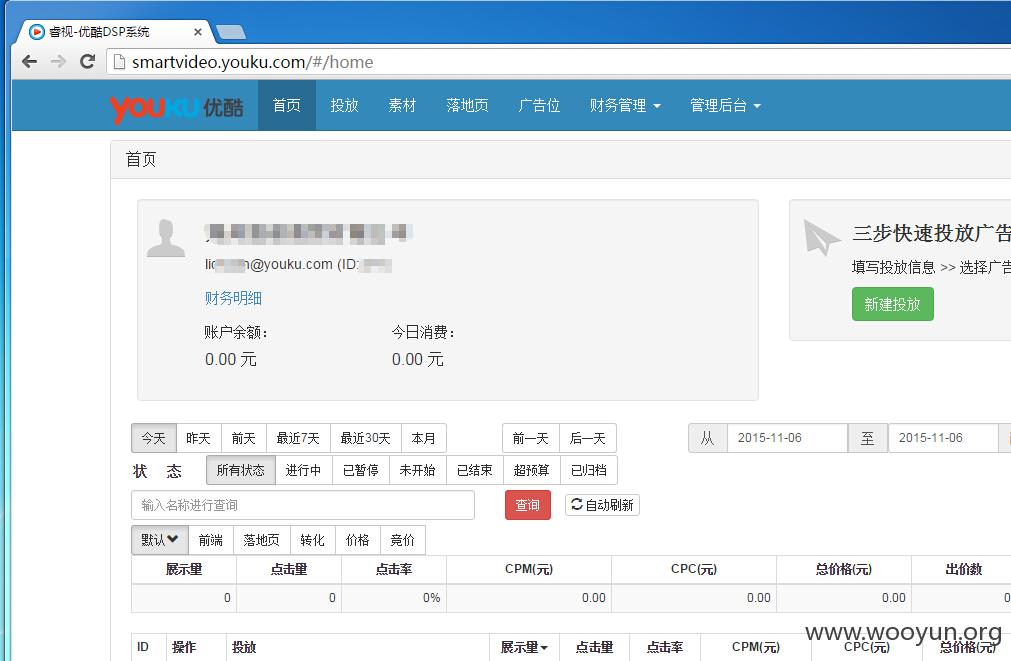 睿视-优酷DSP系统
smartvideo.youku.com/#/home
YOUKU 优酷 首页 投放 素材 落地页 广告位 财务管理 管理后台
首页
@youku.com (ID:
财务明细
账户余额: 今日消费:
0.00 元 0.00 元
三步快速投放广告
填写投放信息 >> 选择广
新建投放
今天 昨天 前天 最近7天 最近30天 本月 前一天 后一天 从 2015-11-06 至 2015-11-06
状 态 所有状态 进行中 已暂停 未开始 已结束 超预算 已归档
输入名称进行查询 查询 自动刷新
默认 前端 落地页 转化 价格 竞价
展示量 点击量 点击率 CPM(元) CPC(元) 总价格(元) 出价数
0 0 0% 0.00 0.00 0.00 0
www.wooyun.org
ID 操作 投放 展示量 点击量 点击率 CPM(元) CPC(元) 总价格(元)